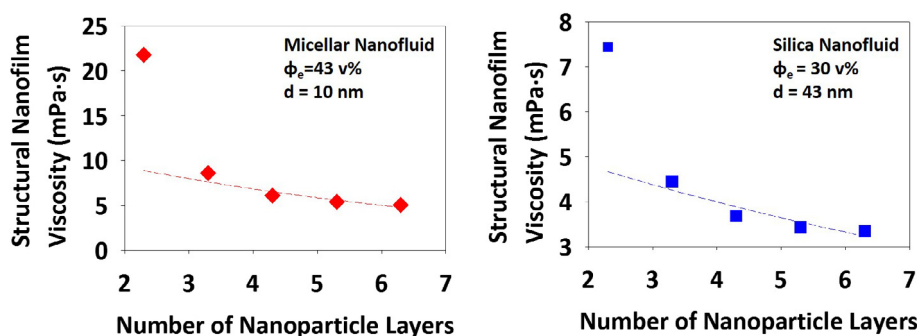 Structural Nanofilm
Viscosity (mPa·s)
25
20
15
10
5
0
Micellar Nanofluid
ϕe=43 v%
d = 10 nm
2 3 4 5 6 7
Number of Nanoparticle Layers
Structural Nanofilm
Viscosity (mPa·s)
8
7
6
5
4
3
Silica Nanofluid
ϕe = 30 v%
d = 43 nm
2 3 4 5 6 7
Number of Nanoparticle Layers